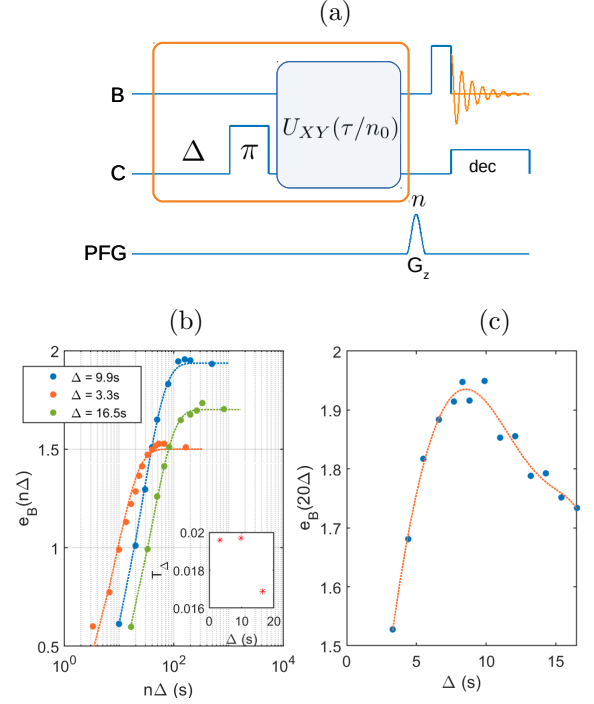 (a)
B
C
Δ
π
U_{XY}(τ/n_0)
dec
n
PFG
G_z
(b)
(c)
Δ = 9.9s
Δ = 3.3s
Δ = 16.5s
2
1.5
1
0.5
e_B(nΔ)
10^0
10^2
10^4
nΔ (s)
0.02
0.018
0.016
T_Δ
0
10
20
Δ (s)
2
1.9
1.8
1.7
1.6
1.5
e_B(20Δ)
0
5
10
15
Δ (s)